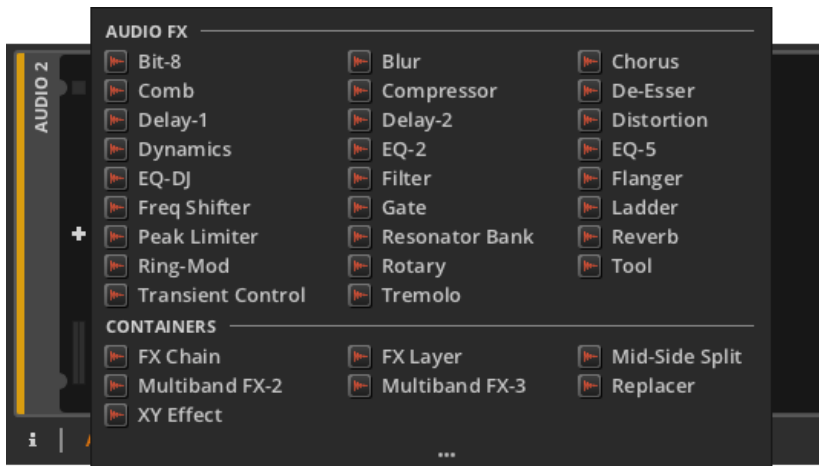 AUDIO FX
Bit-8 Blur Chorus
Comb Compressor De-Esser
Delay-1 Delay-2 Distortion
Dynamics EQ-2 EQ-5
EQ-DJ Filter Flanger
Freq Shifter Gate Ladder
Peak Limiter Resonator Bank Reverb
Ring-Mod Rotary Tool
Transient Control Tremolo
CONTAINERS
FX Chain FX Layer Mid-Side Split
Multiband FX-2 Multiband FX-3 Replacer
XY Effect
...
AUDIO 2
i